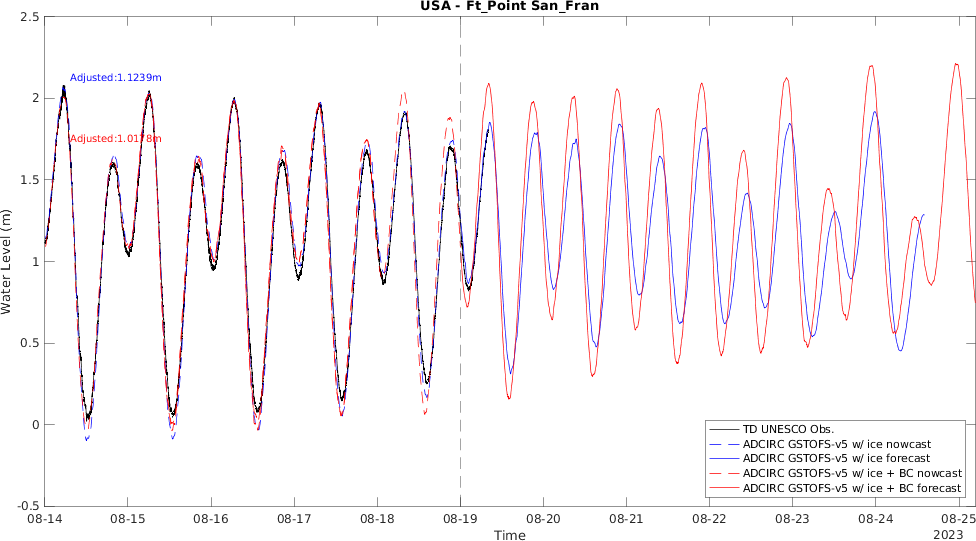 USA - Ft_Point San_Fran
2.5
2
1.5
1
0.5
0
-0.5
Water Level (m)
Adjusted:1.1239m
Adjusted:1.0178m
TD UNESCO Obs.
ADCIRC GSTOFS-v5 w/ ice nowcast
ADCIRC GSTOFS-v5 w/ ice forecast
ADCIRC GSTOFS-v5 w/ ice + BC nowcast
ADCIRC GSTOFS-v5 w/ ice + BC forecast
08-14 08-15 08-16 08-17 08-18 08-19 08-20 08-21 08-22 08-23 08-24 08-25
Time
2023